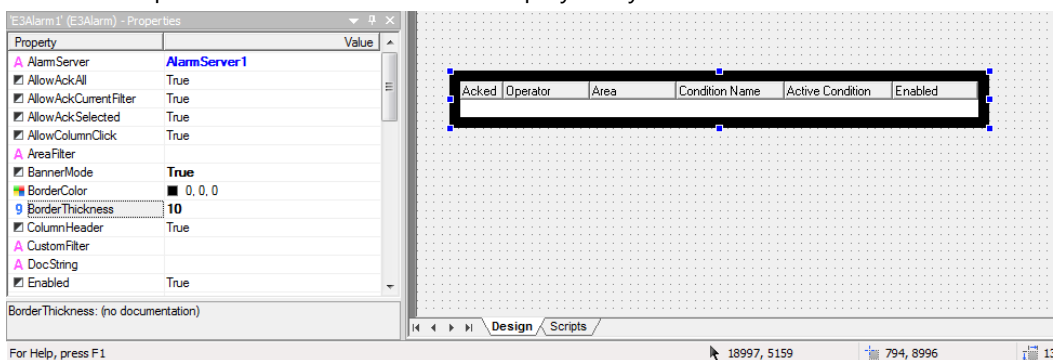 'E3Alarm1' (E3Alarm) - Properties
Property Value
AlarmServer AlarmServer1
AllowAckAll True
AllowAckCurrentFilter True
AllowAckSelected True
AllowColumnClick True
AreaFilter
BannerMode True
BorderColor 0, 0, 0
BorderThickness 10
ColumnHeader True
CustomFilter
DocString
Enabled True
BorderThickness: (no documentation)
Acked Operator Area Condition Name Active Condition Enabled
Design Scripts
For Help, press F1 18997, 5159 794, 8996